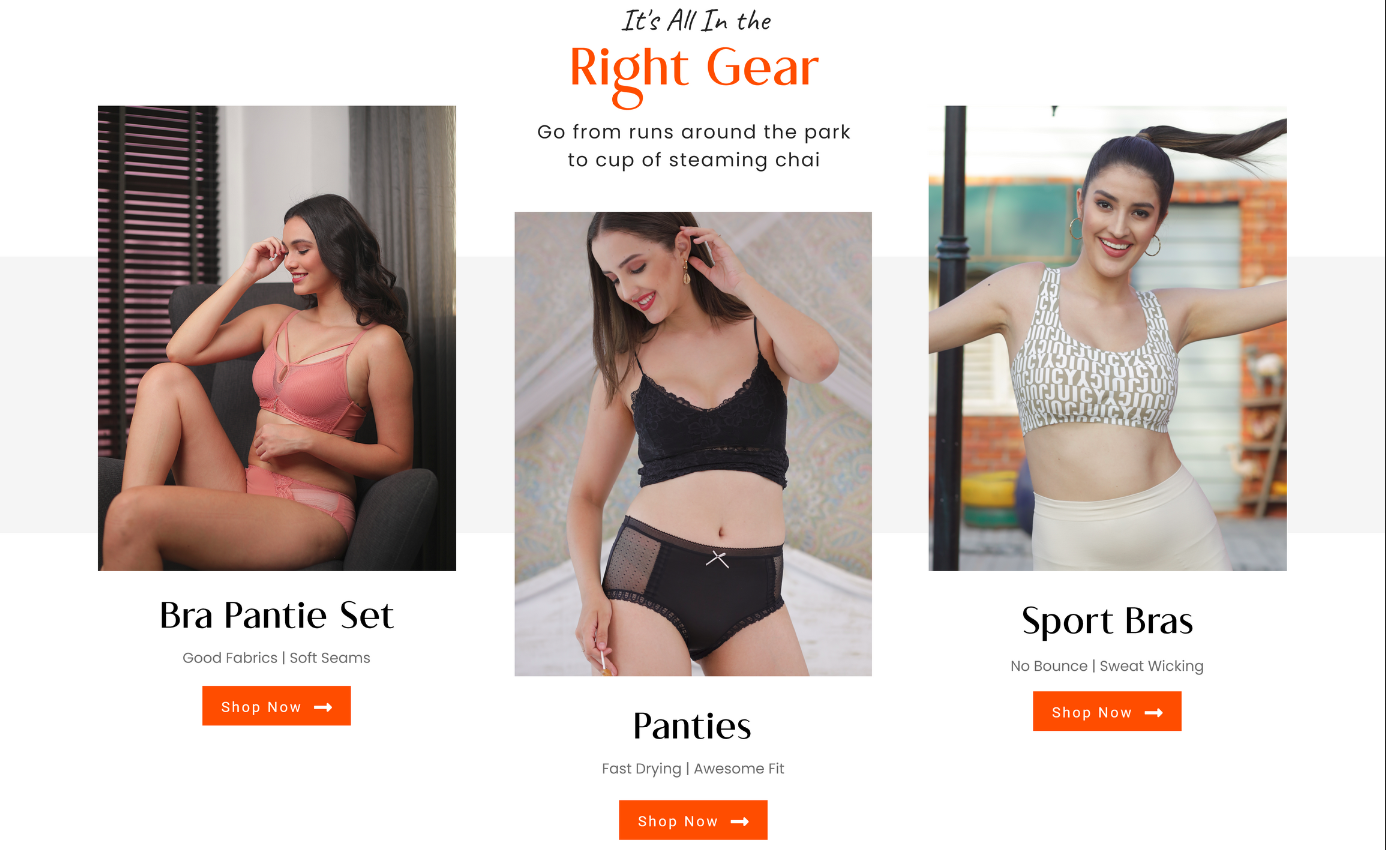 It's All In the
Right Gear
Go from runs around the park
to cup of steaming chai
Bra Pantie Set
Good Fabrics | Soft Seams
Shop Now
Panties
Fast Drying | Awesome Fit
Shop Now
Sport Bras
No Bounce | Sweat Wicking
Shop Now